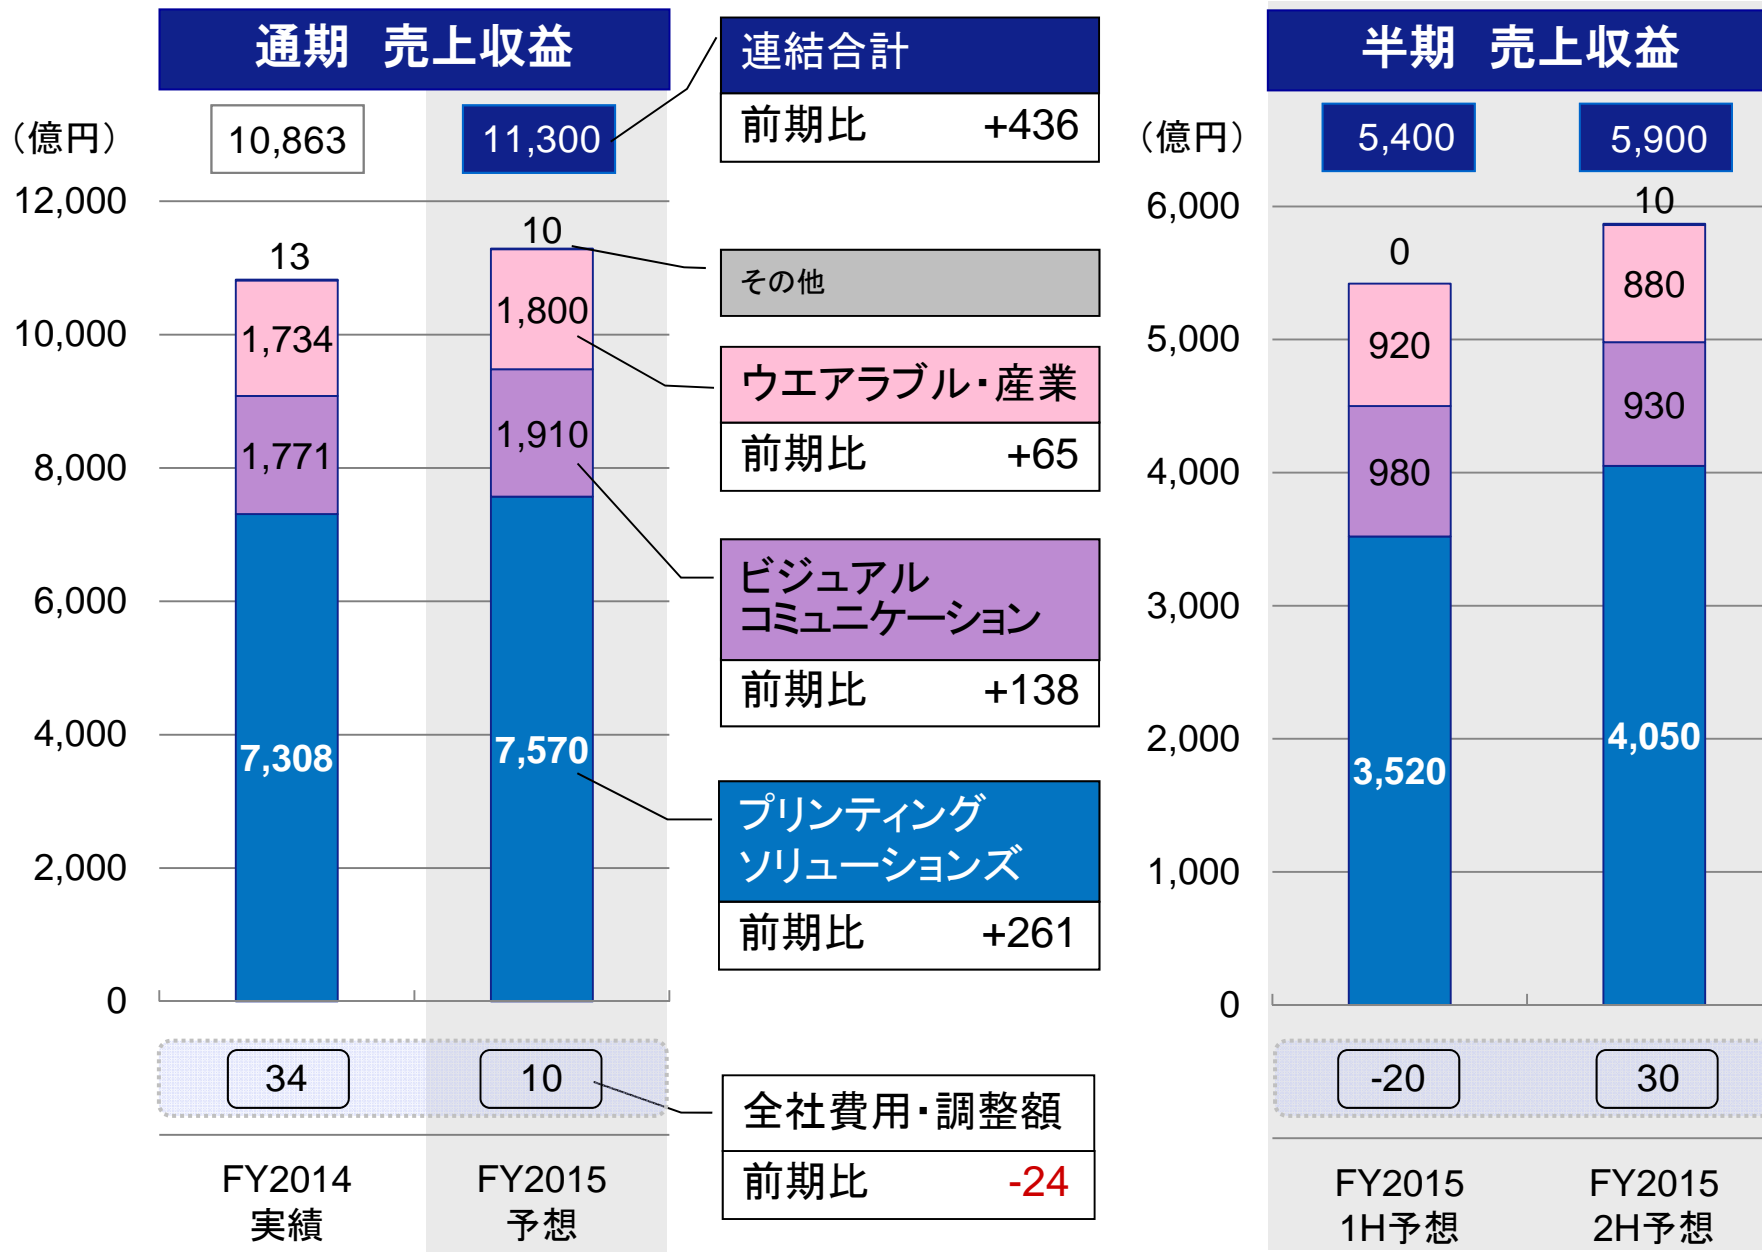 通期 売上収益
(億円)
10,863
11,300
12,000
10,000
8,000
6,000
4,000
2,000
0
13
1,734
1,771
7,308
10
1,800
1,910
7,570
34
10
FY2014
実績
FY2015
予想
連結合計
前期比 +436
その他
ウエアラブル・産業
前期比 +65
ビジュアル
コミュニケーション
前期比 +138
プリンティング
ソリューションズ
前期比 +261
全社費用・調整額
前期比 -24
半期 売上収益
(億円)
5,400
5,900
6,000
5,000
4,000
3,000
2,000
1,000
0
0
920
980
3,520
10
880
930
4,050
-20
30
FY2015
1H予想
FY2015
2H予想